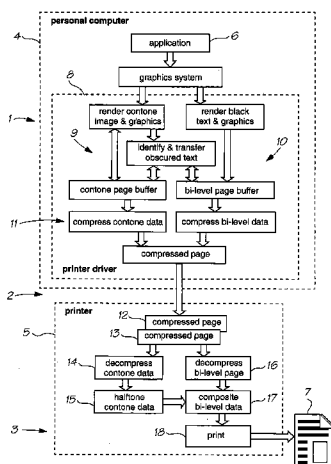 personal computer
4
application
6
graphics system
8
1
render contone
image & graphics
render black
text & graphics
9
identify & transfer
obscured text
10
contone page buffer
bi-level page buffer
11
compress contone data
compress bi-level data
compressed page
printer driver
2
printer
5
12
compressed page
13
compressed page
14
decompress
contone data
decompress
bi-level page
16
7
15
halftone
contone data
composite
bi-level data
17
3
18
print